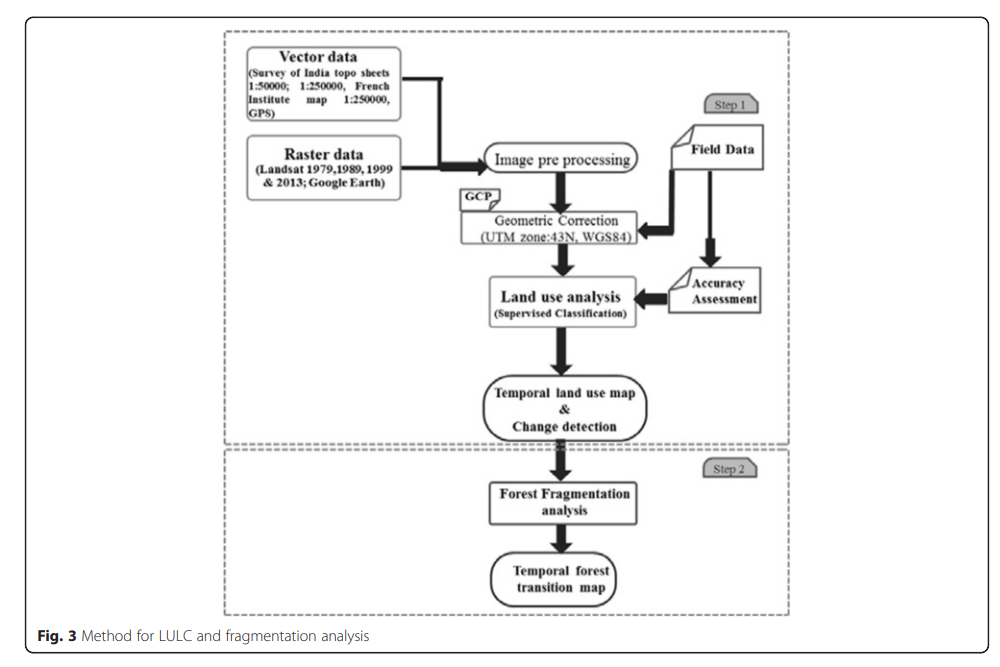 Vector data
(Survey of India topo sheets
1:50000; 1:250000, French
Institute map 1:250000,
GPS)
Step 1
Raster data
(Landsat 1979,1989, 1999
& 2013; Google Earth)
Image pre processing
Field Data
GCP
Geometric Correction
(UTM zone:43N, WGS84)
Land use analysis
(Supervised Classification)
Accuracy
Assessment
Temporal land use map
&
Change detection
Step 2
Forest Fragmentation
analysis
Temporal forest
transition map
Fig. 3 Method for LULC and fragmentation analysis